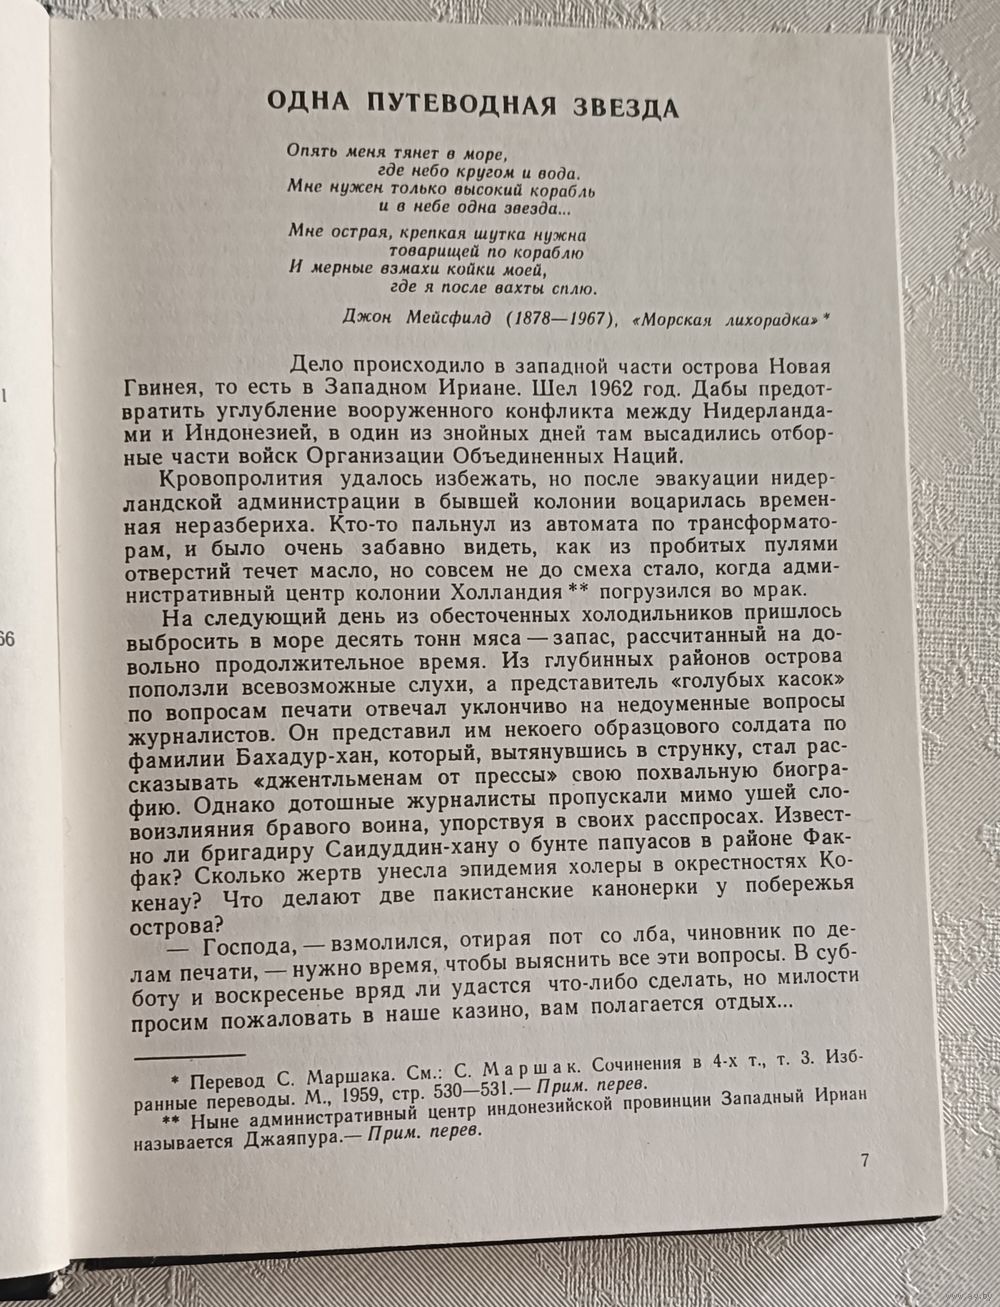 ОДНА ПУТЕВОДНАЯ ЗВЕЗДА
Опять меня тянет в море,
где небо кругом и вода.
Мне нужен только высокий корабль
и в небе одна звезда...
Мне острая, крепкая шутка нужна
товарищей по кораблю
И мерные взмахи койки моей,
где я после вахты сплю.
Джон Мейсфилд (1878—1967), «Морская лихорадка»*
Дело происходило в западной части острова Новая
Гвинея, то есть в Западном Ириане. Шел 1962 год. Дабы предот-
вратить углубление вооруженного конфликта между Нидерланда-
ми и Индонезией, в один из знойных дней там высадились отбор-
ные части войск Организации Объединенных Наций.
Кровопролития удалось избежать, но после эвакуации нидер-
ландской администрации в бывшей колонии воцарилась времен-
ная неразбериха. Кто-то пальнул из автомата по трансформато-
рам, и было очень забавно видеть, как из пробитых пулями
отверстий течет масло, но совсем не до смеха стало, когда адми-
нистративный центр колонии Холландия** погрузился во мрак.
На следующий день из обесточенных холодильников пришлось
выбросить в море десять тонн мяса — запас, рассчитанный на до-
вольно продолжительное время. Из глубинных районов острова
поползли всевозможные слухи, а представитель «голубых касок»
по вопросам печати отвечал уклончиво на недоуменные вопросы
журналистов. Он представил им некоего образцового солдата по
фамилии Бахадур-хан, который, вытянувшись в струнку, стал рас-
сказывать «джентльменам от прессы» свою похвальную биогра-
фию. Однако дотошные журналисты пропускали мимо ушей сло-
воизлияния бравого воина, упорствуя в своих расспросах. Извест-
но ли бригадиру Саидуддин-хану о бунте папуасов в районе Фак-
фак? Сколько жертв унесла эпидемия холеры в окрестностях Ко-
кенау? Что делают две пакистанские канонерки у побережья
острова?
— Господа, — взмолился, отирая пот со лба, чиновник по де-
лам печати, — нужно время, чтобы выяснить все эти вопросы. В суб-
боту и воскресенье вряд ли удастся что-либо сделать, но милости
просим пожаловать в наше казино, вам полагается отдых...
* Перевод С. Маршака. См.: С. Маршак. Сочинения в 4-х т., т. 3. Изб-
ранные переводы. М., 1959, стр. 530—531.— Прим. перев.
** Ныне административный центр индонезийской провинции Западный Ириан
называется Джаяпура.— Прим. перев.
7
1
66
www.ay.by